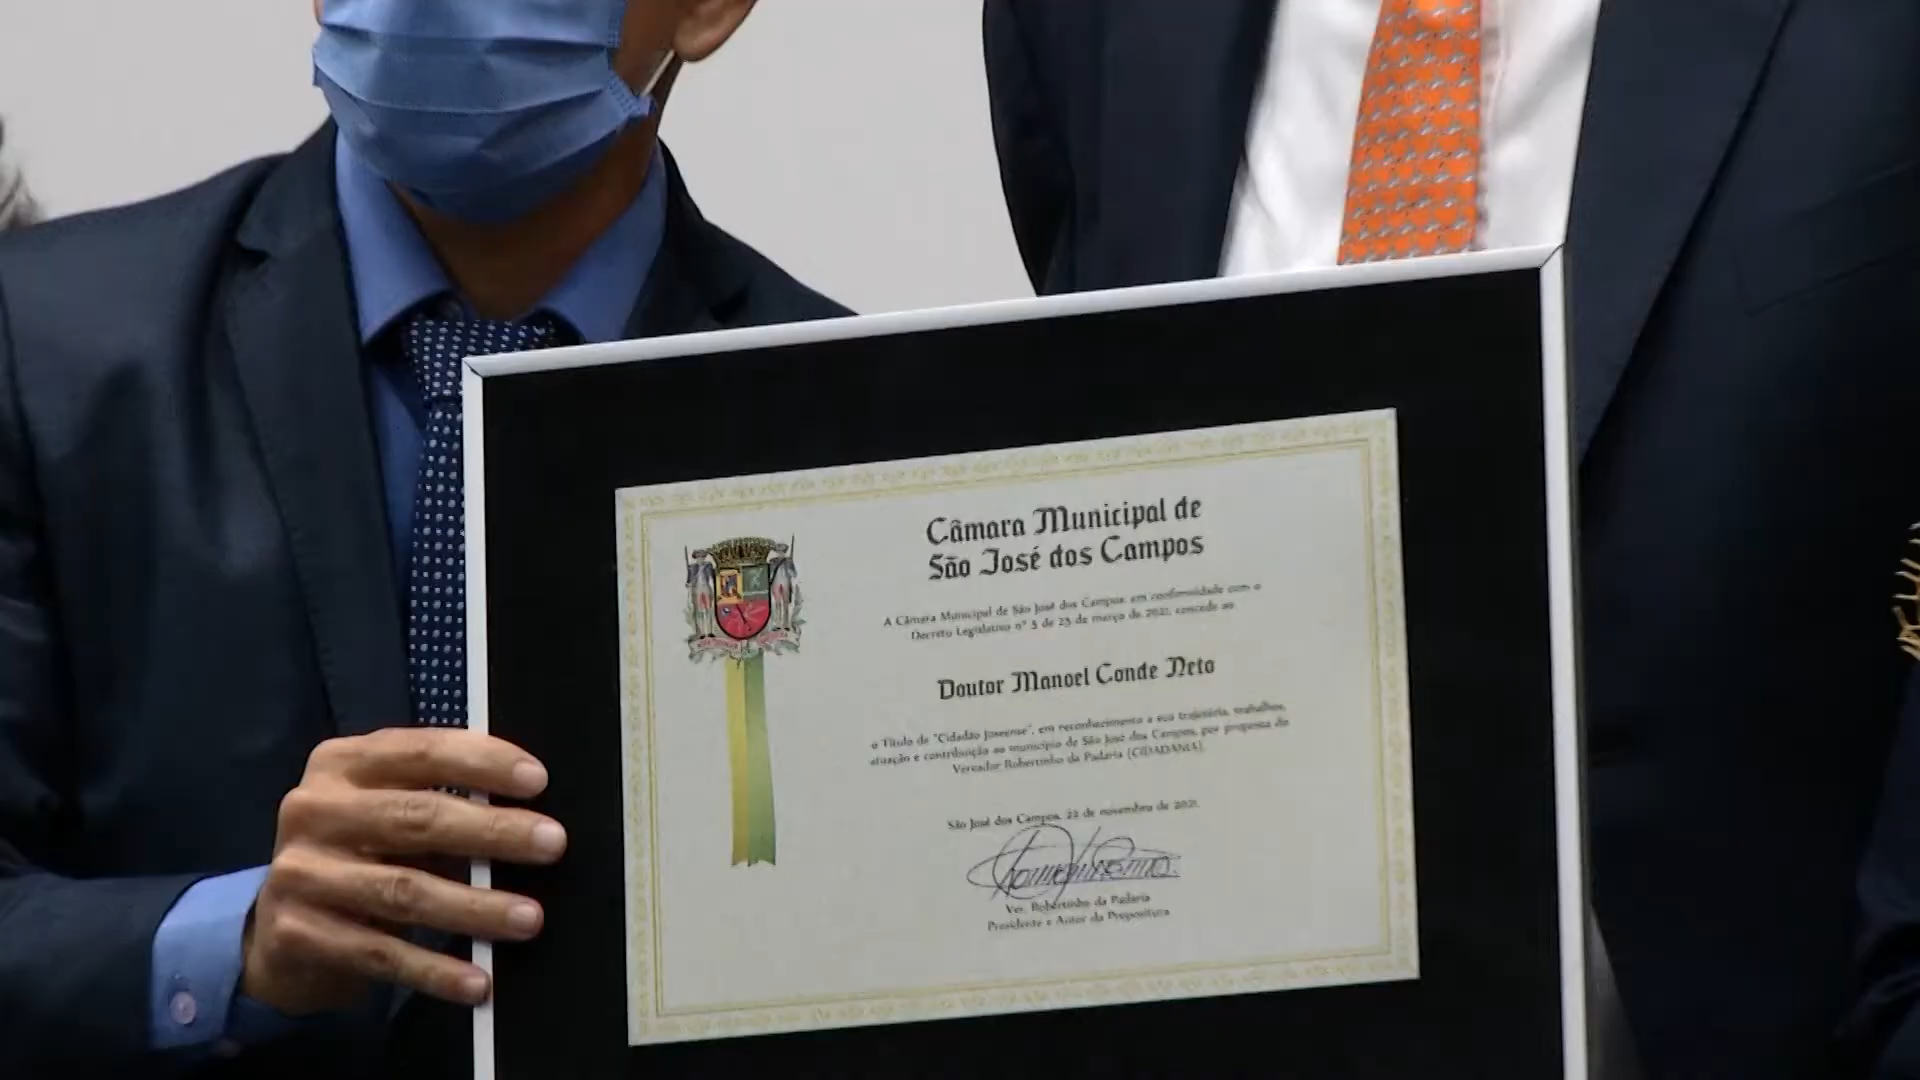 Câmara Municipal de
São José dos Campos
A Câmara Municipal de São José dos Campos, em conformidade com o
Decreto Legislativo nº 5 de 25 de março de 2021, concede ao
Doutor Manoel Conde Neto
o Título de "Cidadão Joseense", em reconhecimento a sua trajetória, trabalhos,
atuação e contribuição ao município de São José dos Campos, por proposta do
Vereador Robertinho da Padaria (CIDADANIA).
São José dos Campos, 22 de novembro de 2021.
Ver. Robertinho da Padaria
Presidente e Autor da Propositura